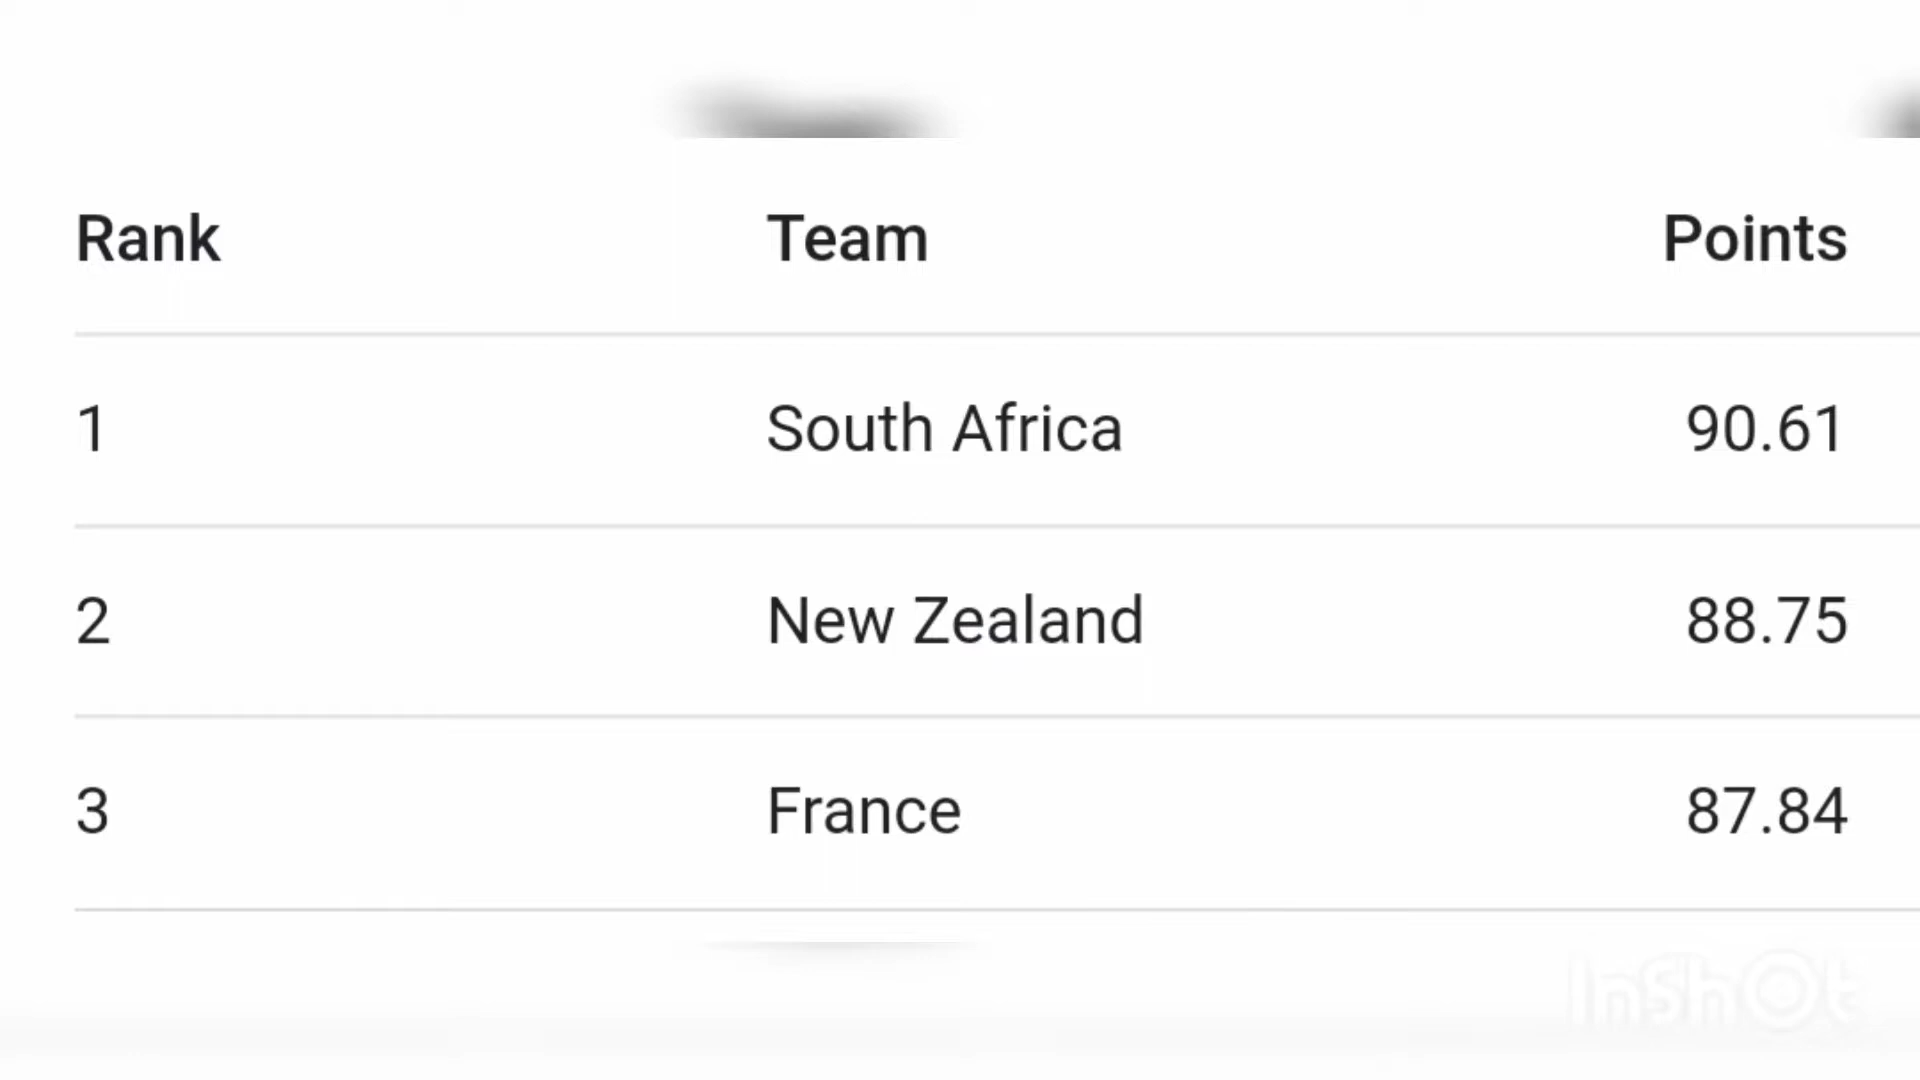 Rank Team Points
1 South Africa 90.61
2 New Zealand 88.75
3 France 87.84
InShOt